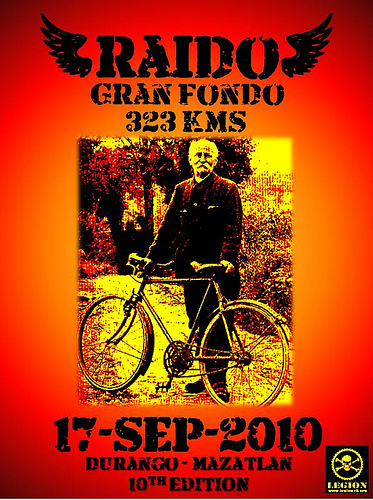 RAIDO
GRAN FONDO
323 KMS
17-SEP-2010
DURANGO - MAZATLAN
10TH EDITION
LEGION